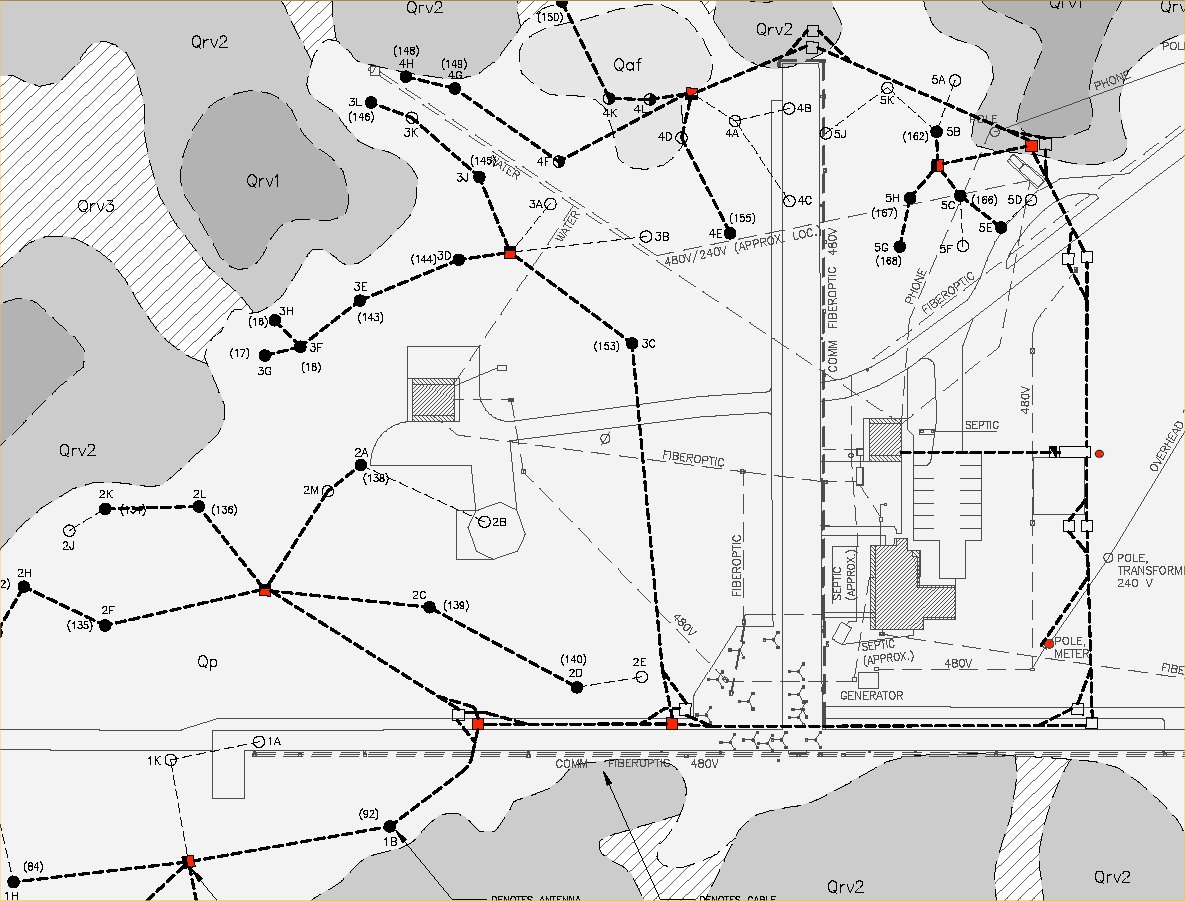 Qrv2
(150)
Qrv1
Qrv2
Qrv2
(148)
4H
(149)
4G
Qaf
PHONE
3L
(146)
3K
4K
4L
4B
4A
5K
5A
5J
POLE
5B
(162)
4D
4F
(145)
3J
WATER
Qrv1
Qrv3
3A
WATER
4C
5H
(167)
5C
(166)
5D
(155)
4E
3B
480V/240V (APPROX. LOC.)
5E
5G
(168)
5F
(144)
3D
PHONE
FIBEROPTIC
COMM FIBEROPTIC 480V
3E
(143)
3H
(16)
3F
(17)
3G
(18)
(153)
3C
480V
SEPTIC
OVERHEAD
Qrv2
2A
(138)
FIBEROPTIC
2M
2K
(137)
2L
(136)
2B
2J
FIBEROPTIC
SEPTIC
(APPROX.)
POLE,
240 V
2H
2F
(135)
2C
(139)
480V
Qp
(140)
2D
2E
SEPTIC
(APPROX.)
480V
POLE,
METER
GENERATOR
1A
1K
COMM FIBEROPTIC 480V
(92)
1B
(84)
1H
Qrv2
Qrv2
DENOTES ANTENNA
DENOTES CABLE